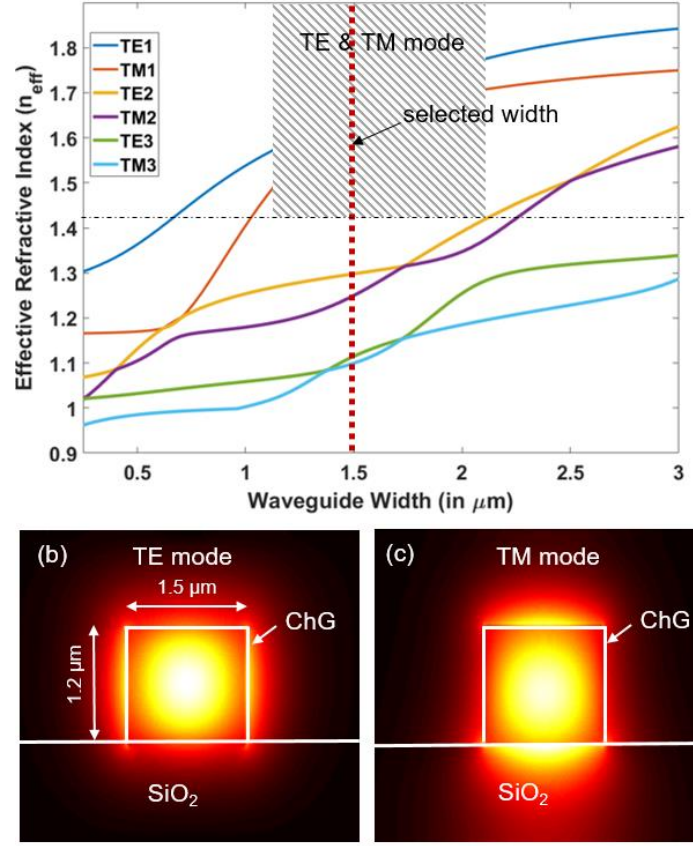 Effective Refractive Index (n_eff)
1.8
1.7
1.6
1.5
1.4
1.3
1.2
1.1
1
0.9
TE1
TM1
TE2
TM2
TE3
TM3
TE & TM mode
selected width
0.5
1
1.5
2
2.5
3
Waveguide Width (in μm)
(b)
TE mode
1.5 μm
ChG
1.2 μm
SiO₂
(c)
TM mode
ChG
SiO₂